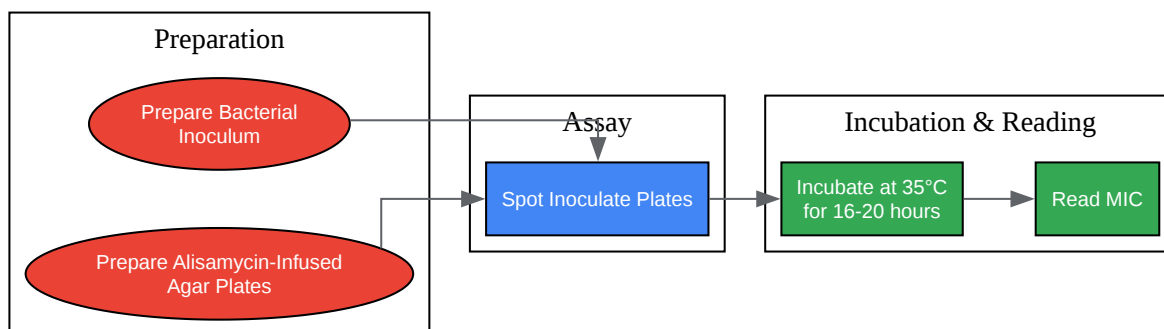 Preparation
Prepare Bacterial
Inoculum
Prepare Alisamycin-Infused
Agar Plates
Assay
Spot Inoculate Plates
Incubation & Reading
Incubate at 35°C
for 16-20 hours
Read MIC